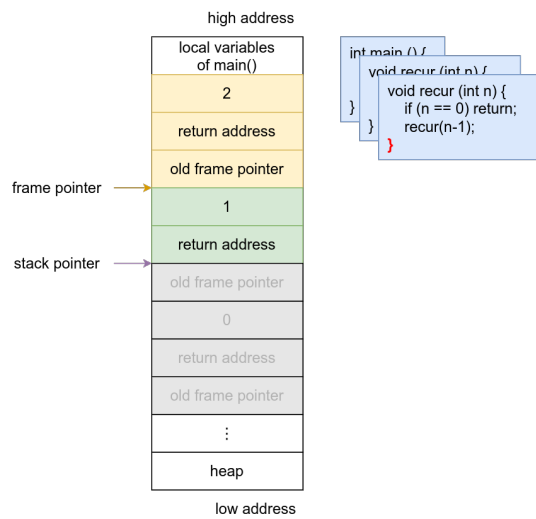 high address
local variables
of main()
2
return address
old frame pointer
frame pointer
1
return address
stack pointer
old frame pointer
0
return address
old frame pointer
⋮
heap
low address
int main () {
}
void recur (int n) {
}
void recur (int n) {
if (n == 0) return;
recur(n-1);
}